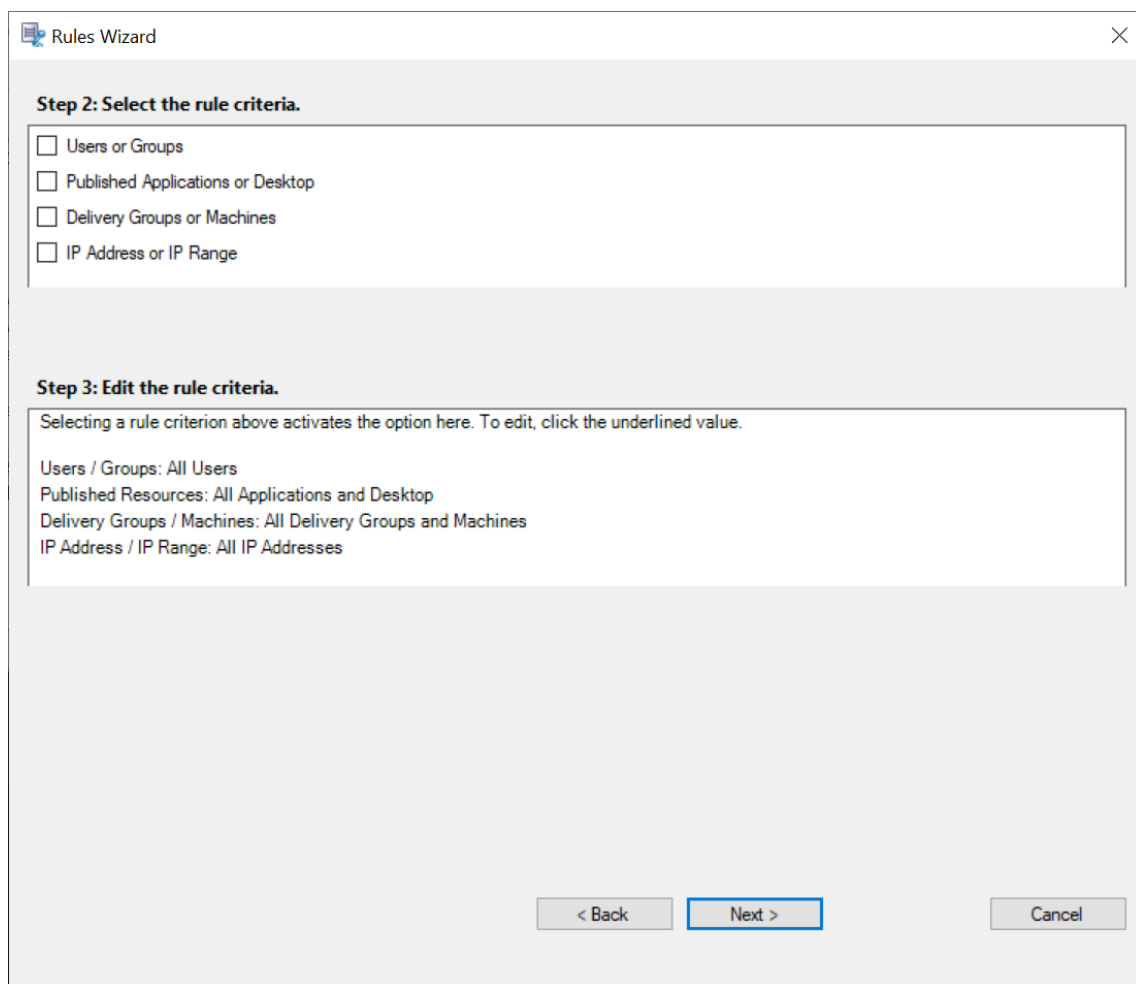 Rules Wizard
Step 2: Select the rule criteria.
Users or Groups
Published Applications or Desktop
Delivery Groups or Machines
IP Address or IP Range
Step 3: Edit the rule criteria.
Selecting a rule criterion above activates the option here. To edit, click the underlined value.
Users / Groups: All Users
Published Resources: All Applications and Desktop
Delivery Groups / Machines: All Delivery Groups and Machines
IP Address / IP Range: All IP Addresses
< Back Next > Cancel